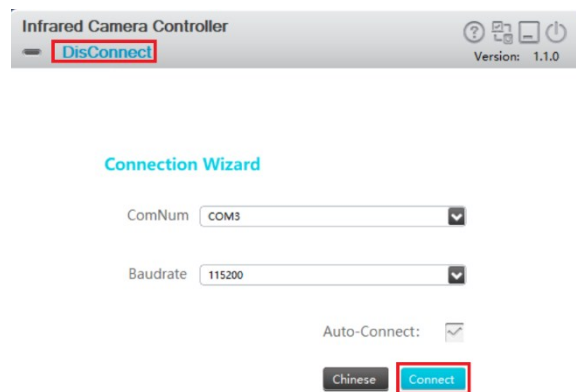 Infrared Camera Controller
DisConnect
Version: 1.1.0
Connection Wizard
ComNum COM3
Baudrate 115200
Auto-Connect:
Chinese Connect